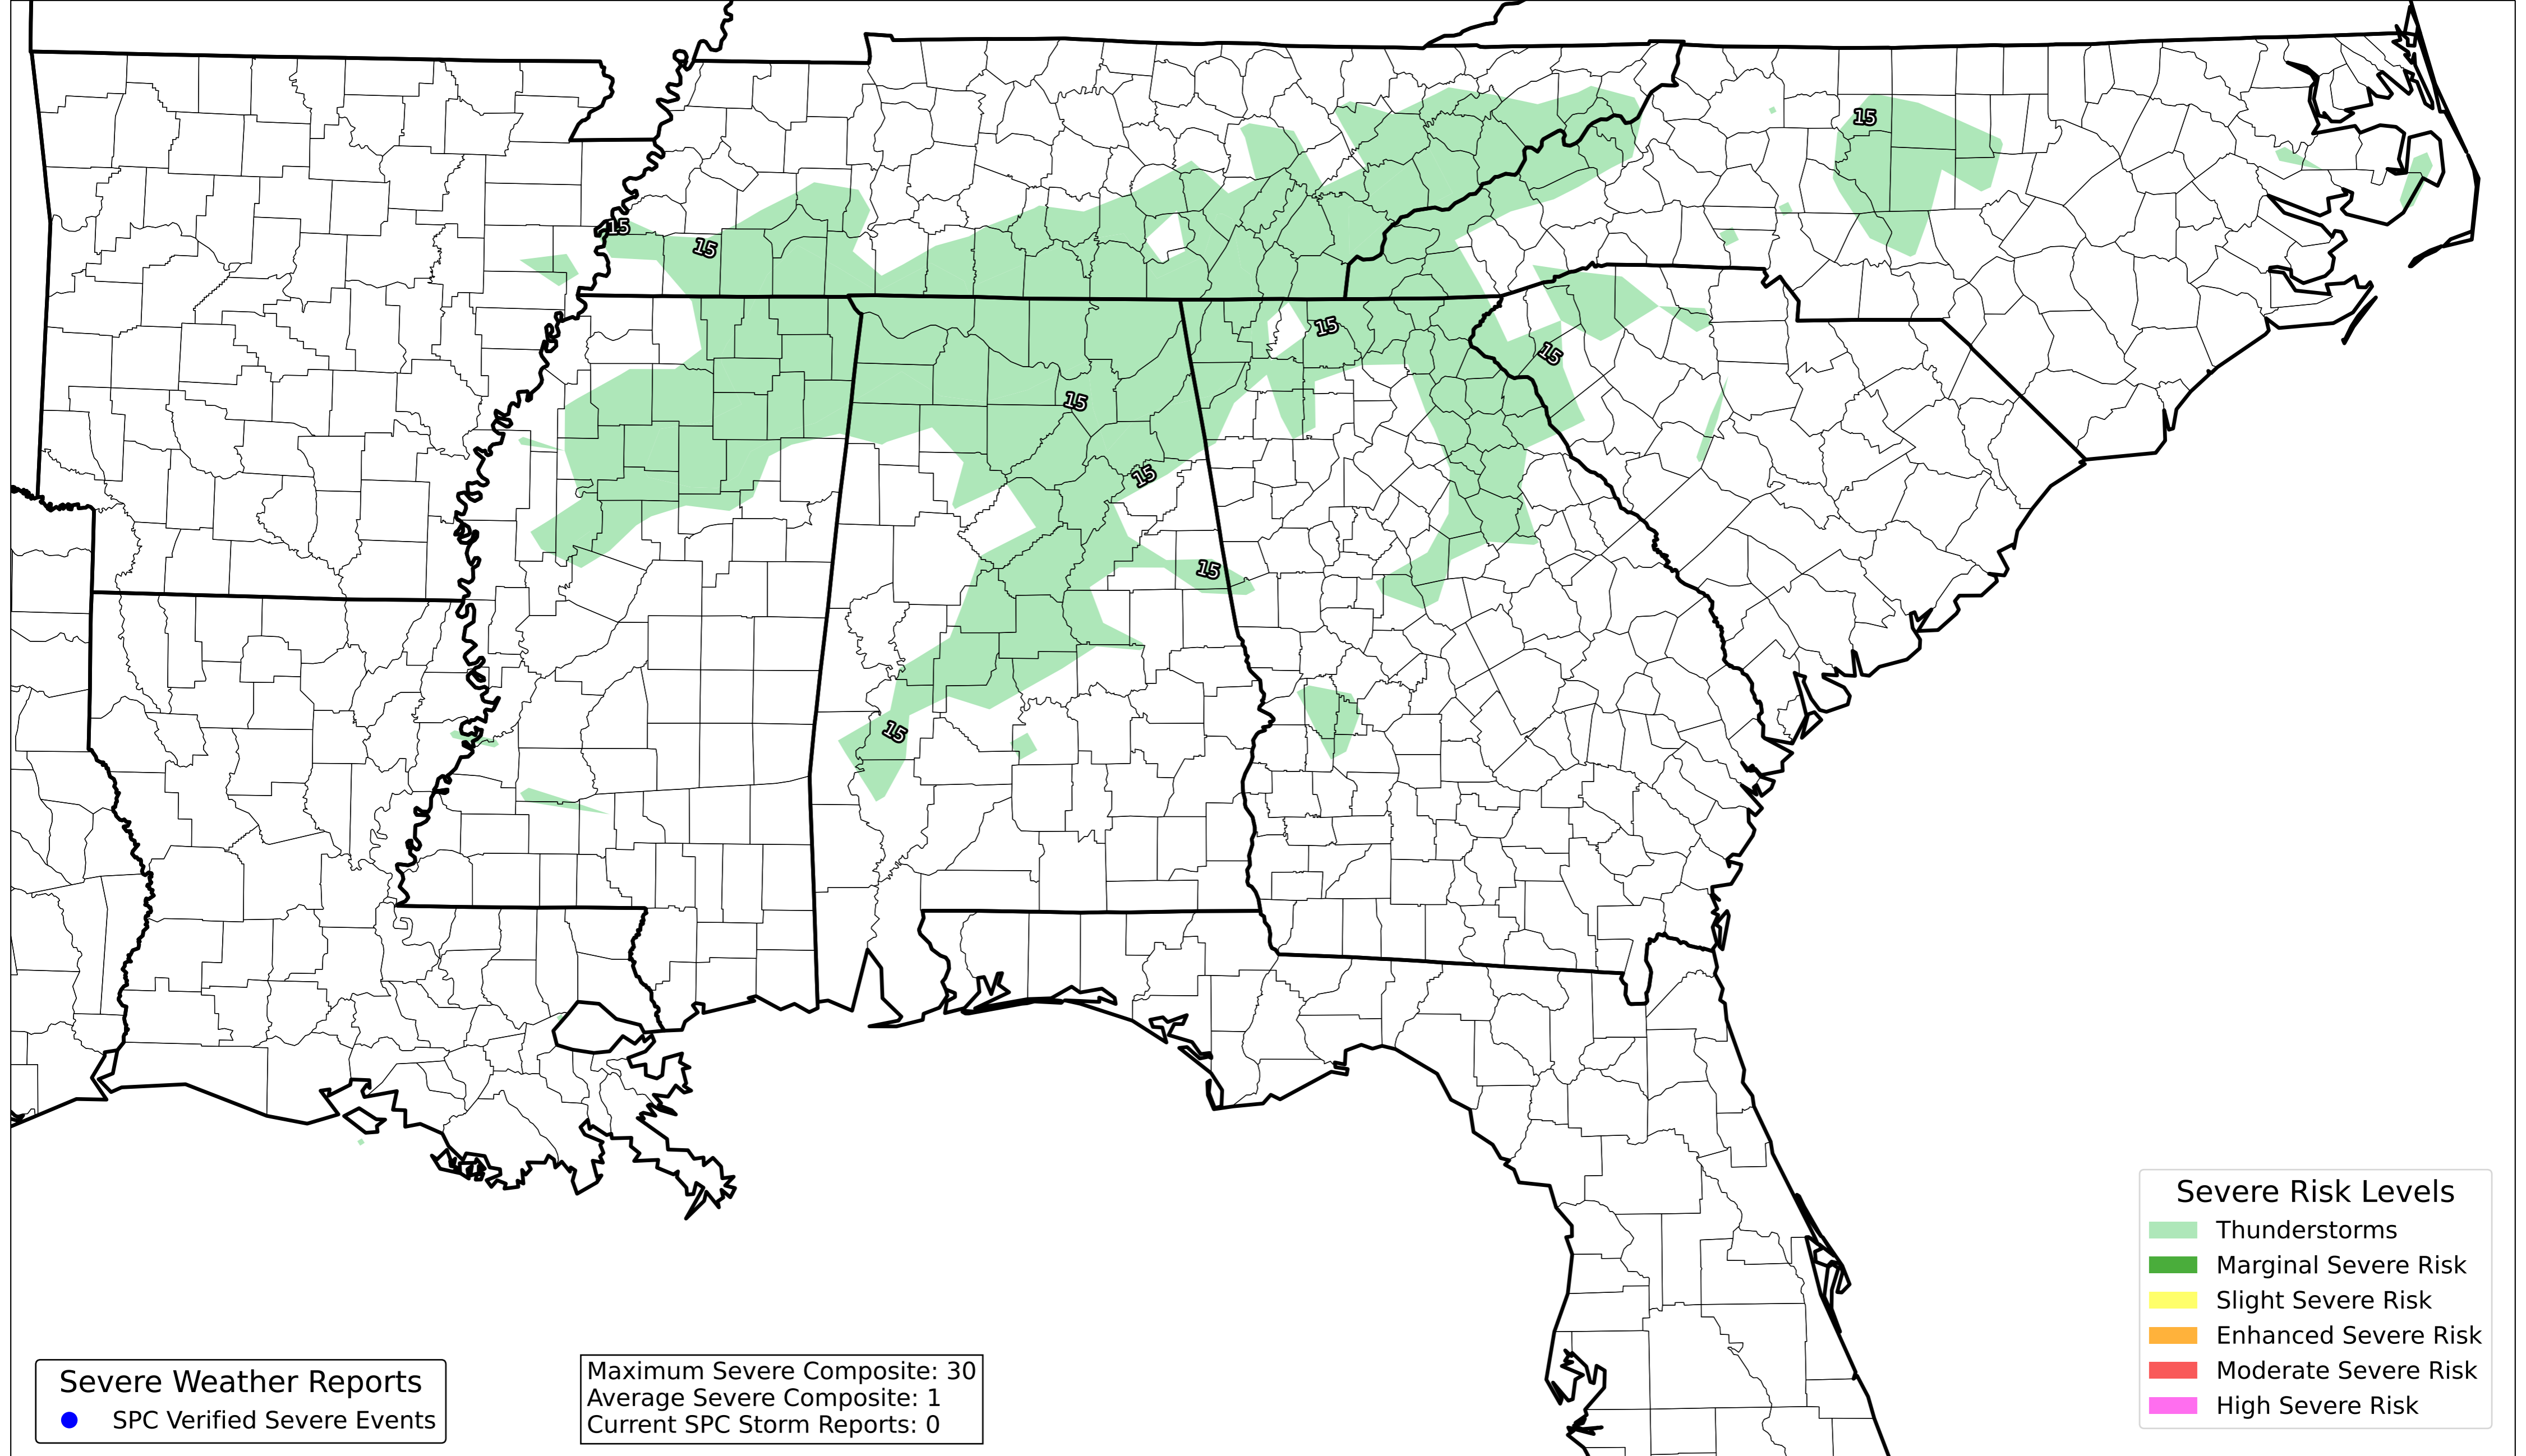 15
15
15
15
15
15
15
15
15
Severe Risk Levels
Thunderstorms
Marginal Severe Risk
Slight Severe Risk
Enhanced Severe Risk
Moderate Severe Risk
High Severe Risk
Severe Weather Reports
SPC Verified Severe Events
Maximum Severe Composite: 30
Average Severe Composite: 1
Current SPC Storm Reports: 0